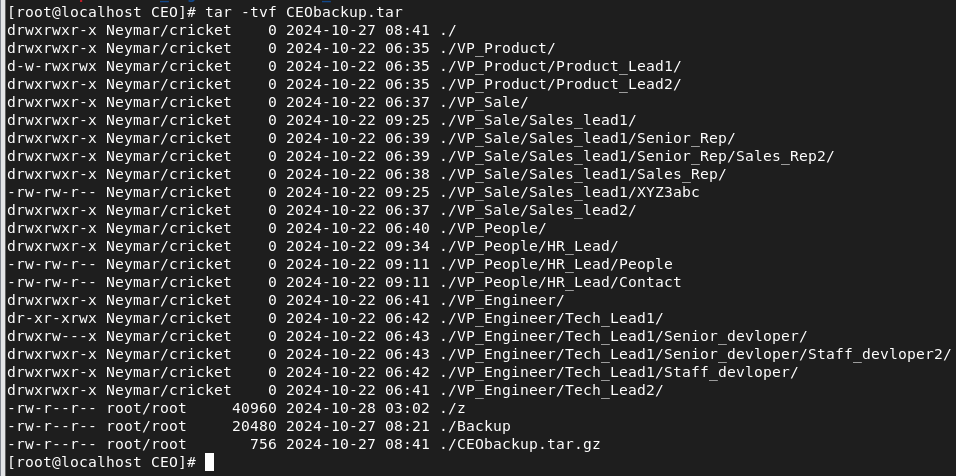 [root@localhost CEO]# tar -tvf CEObackup.tar
drwxrwxr-x Neymar/cricket    0 2024-10-27 08:41 ./
drwxrwxr-x Neymar/cricket    0 2024-10-22 06:35 ./VP_Product/
d-w-rwxrwx Neymar/cricket    0 2024-10-22 06:35 ./VP_Product/Product_Lead1/
drwxrwxr-x Neymar/cricket    0 2024-10-22 06:35 ./VP_Product/Product_Lead2/
drwxrwxr-x Neymar/cricket    0 2024-10-22 06:37 ./VP_Sale/
drwxrwxr-x Neymar/cricket    0 2024-10-22 09:25 ./VP_Sale/Sales_lead1/
drwxrwxr-x Neymar/cricket    0 2024-10-22 06:39 ./VP_Sale/Sales_lead1/Senior_Rep/
drwxrwxr-x Neymar/cricket    0 2024-10-22 06:39 ./VP_Sale/Sales_lead1/Senior_Rep/Sales_Rep2/
drwxrwxr-x Neymar/cricket    0 2024-10-22 06:38 ./VP_Sale/Sales_lead1/Sales_Rep/
-rw-rw-r-- Neymar/cricket    0 2024-10-22 09:25 ./VP_Sale/Sales_lead1/XYZ3abc
drwxrwxr-x Neymar/cricket    0 2024-10-22 06:37 ./VP_Sale/Sales_lead2/
drwxrwxr-x Neymar/cricket    0 2024-10-22 06:40 ./VP_People/
drwxrwxr-x Neymar/cricket    0 2024-10-22 09:34 ./VP_People/HR_Lead/
-rw-rw-r-- Neymar/cricket    0 2024-10-22 09:11 ./VP_People/HR_Lead/People
-rw-rw-r-- Neymar/cricket    0 2024-10-22 09:11 ./VP_People/HR_Lead/Contact
drwxrwxr-x Neymar/cricket    0 2024-10-22 06:41 ./VP_Engineer/
dr-xr-xrwx Neymar/cricket    0 2024-10-22 06:42 ./VP_Engineer/Tech_Lead1/
drwxrw---x Neymar/cricket    0 2024-10-22 06:43 ./VP_Engineer/Tech_Lead1/Senior_devloper/
drwxrwxr-x Neymar/cricket    0 2024-10-22 06:43 ./VP_Engineer/Tech_Lead1/Senior_devloper/Staff_devloper2/
drwxrwxr-x Neymar/cricket    0 2024-10-22 06:42 ./VP_Engineer/Tech_Lead1/Staff_devloper/
drwxrwxr-x Neymar/cricket    0 2024-10-22 06:41 ./VP_Engineer/Tech_Lead2/
-rw-r--r-- root/root     40960 2024-10-28 03:02 ./z
-rw-r--r-- root/root     20480 2024-10-27 08:21 ./Backup
-rw-r--r-- root/root       756 2024-10-27 08:41 ./CEObackup.tar.gz
[root@localhost CEO]#